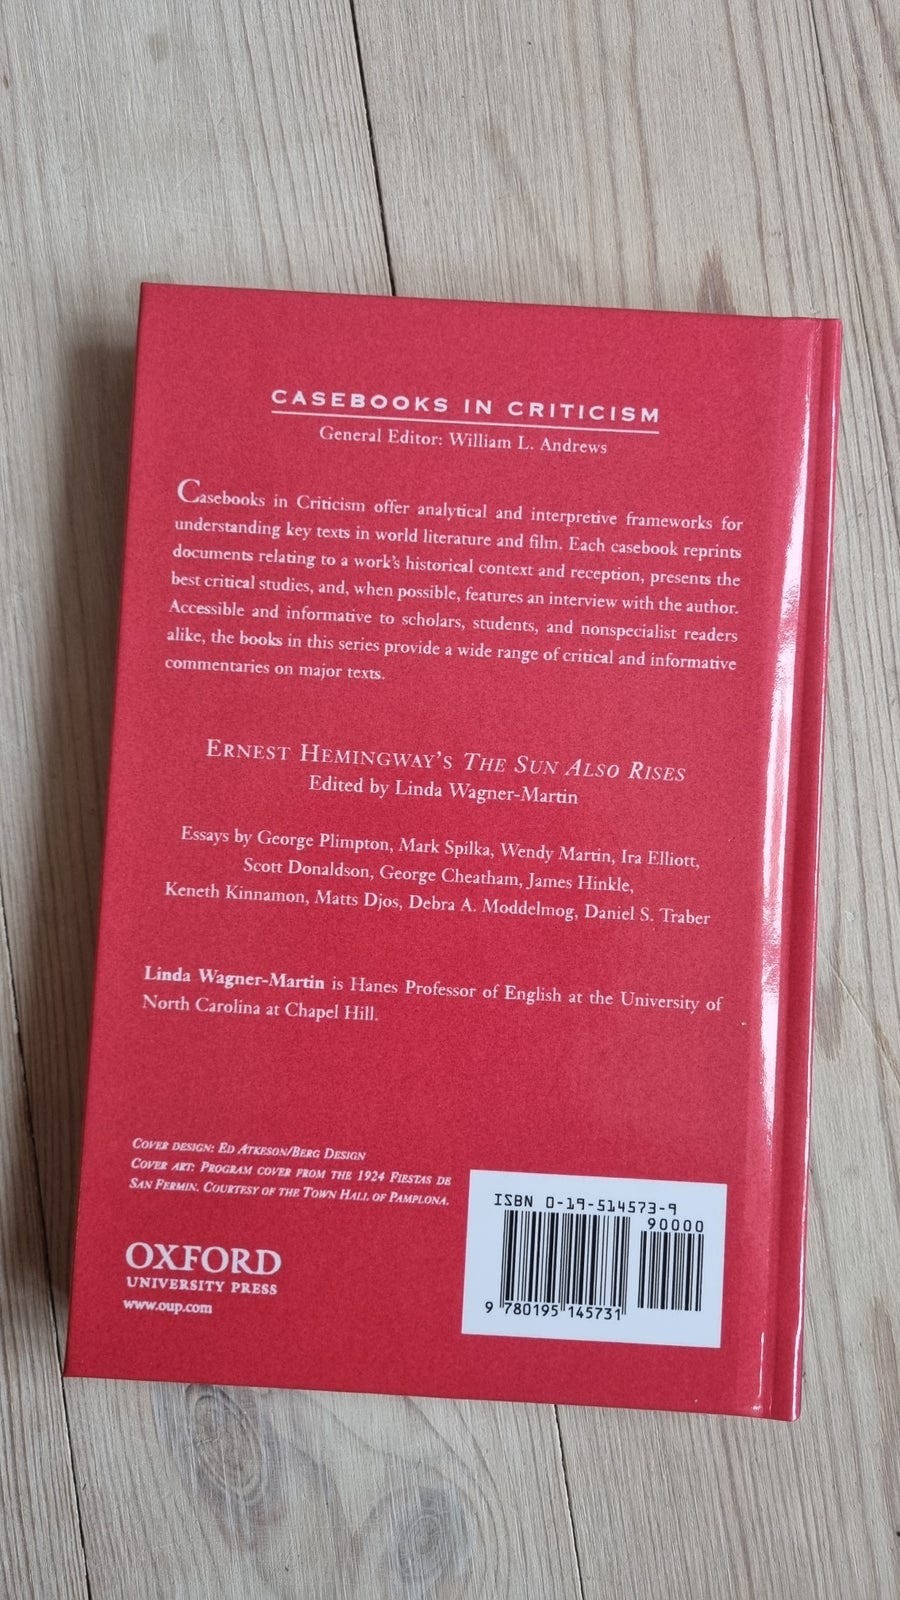 CASEBOOKS IN CRITICISM
General Editor: William L. Andrews
Casebooks in Criticism offer analytical and interpretive frameworks for
understanding key texts in world literature and film. Each casebook reprints
documents relating to a work's historical context and reception, presents the
best critical studies, and, when possible, features an interview with the author.
Accessible and informative to scholars, students, and nonspecialist readers
alike, the books in this series provide a wide range of critical and informative
commentaries on major texts.
ERNEST HEMINGWAY'S THE SUN ALSO RISES
Edited by Linda Wagner-Martin
Essays by George Plimpton, Mark Spilka, Wendy Martin, Ira Elliott,
Scott Donaldson, George Cheatham, James Hinkle,
Keneth Kinnamon, Matts Djos, Debra A. Moddelmog, Daniel S. Traber
Linda Wagner-Martin is Hanes Professor of English at the University of
North Carolina at Chapel Hill.
COVER DESIGN: ED ATKESON/BERG DESIGN
COVER ART: PROGRAM COVER FROM THE 1924 FIESTAS DE
SAN FERMIN. COURTESY OF THE TOWN HALL OF PAMPLONA.
OXFORD
UNIVERSITY PRESS
www.oup.com
ISBN 0-19-514573-9
90000
9 780195 145731